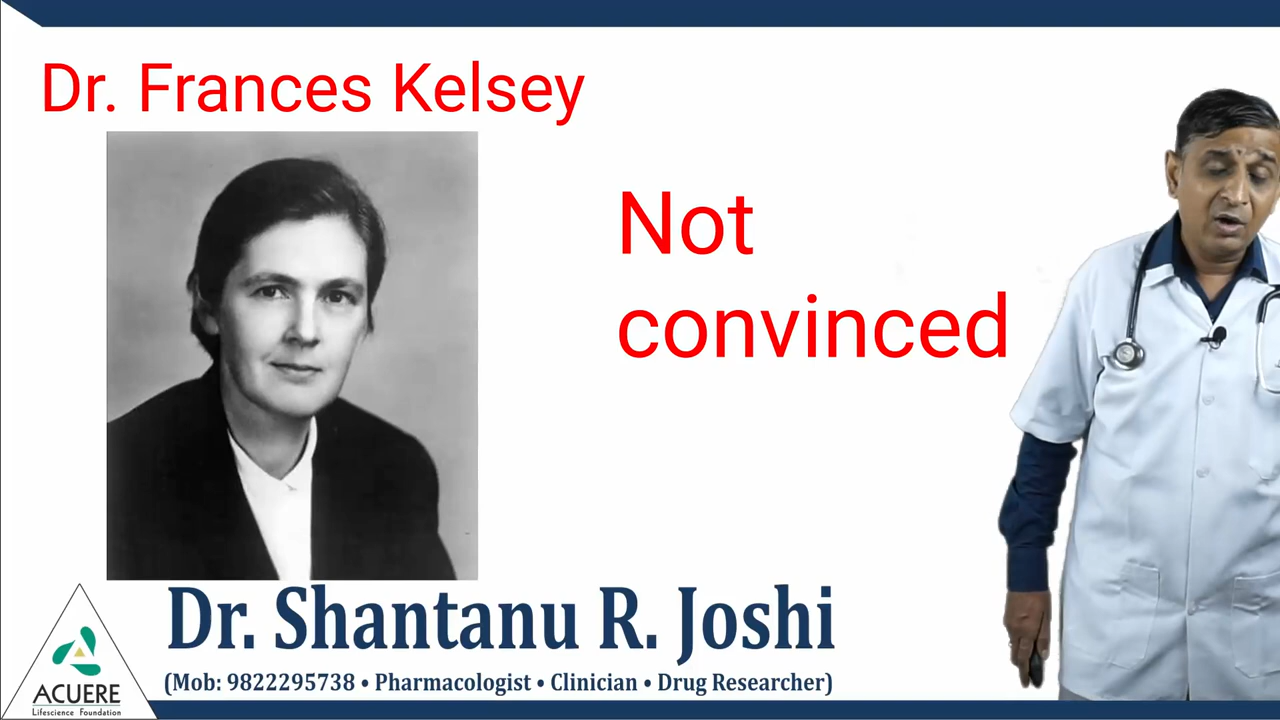 Dr. Frances Kelsey
Not
convinced
Dr. Shantanu R. Joshi
(Mob: 9822295738 • Pharmacologist • Clinician • Drug Researcher)
ACUERE
Lifescience Foundation